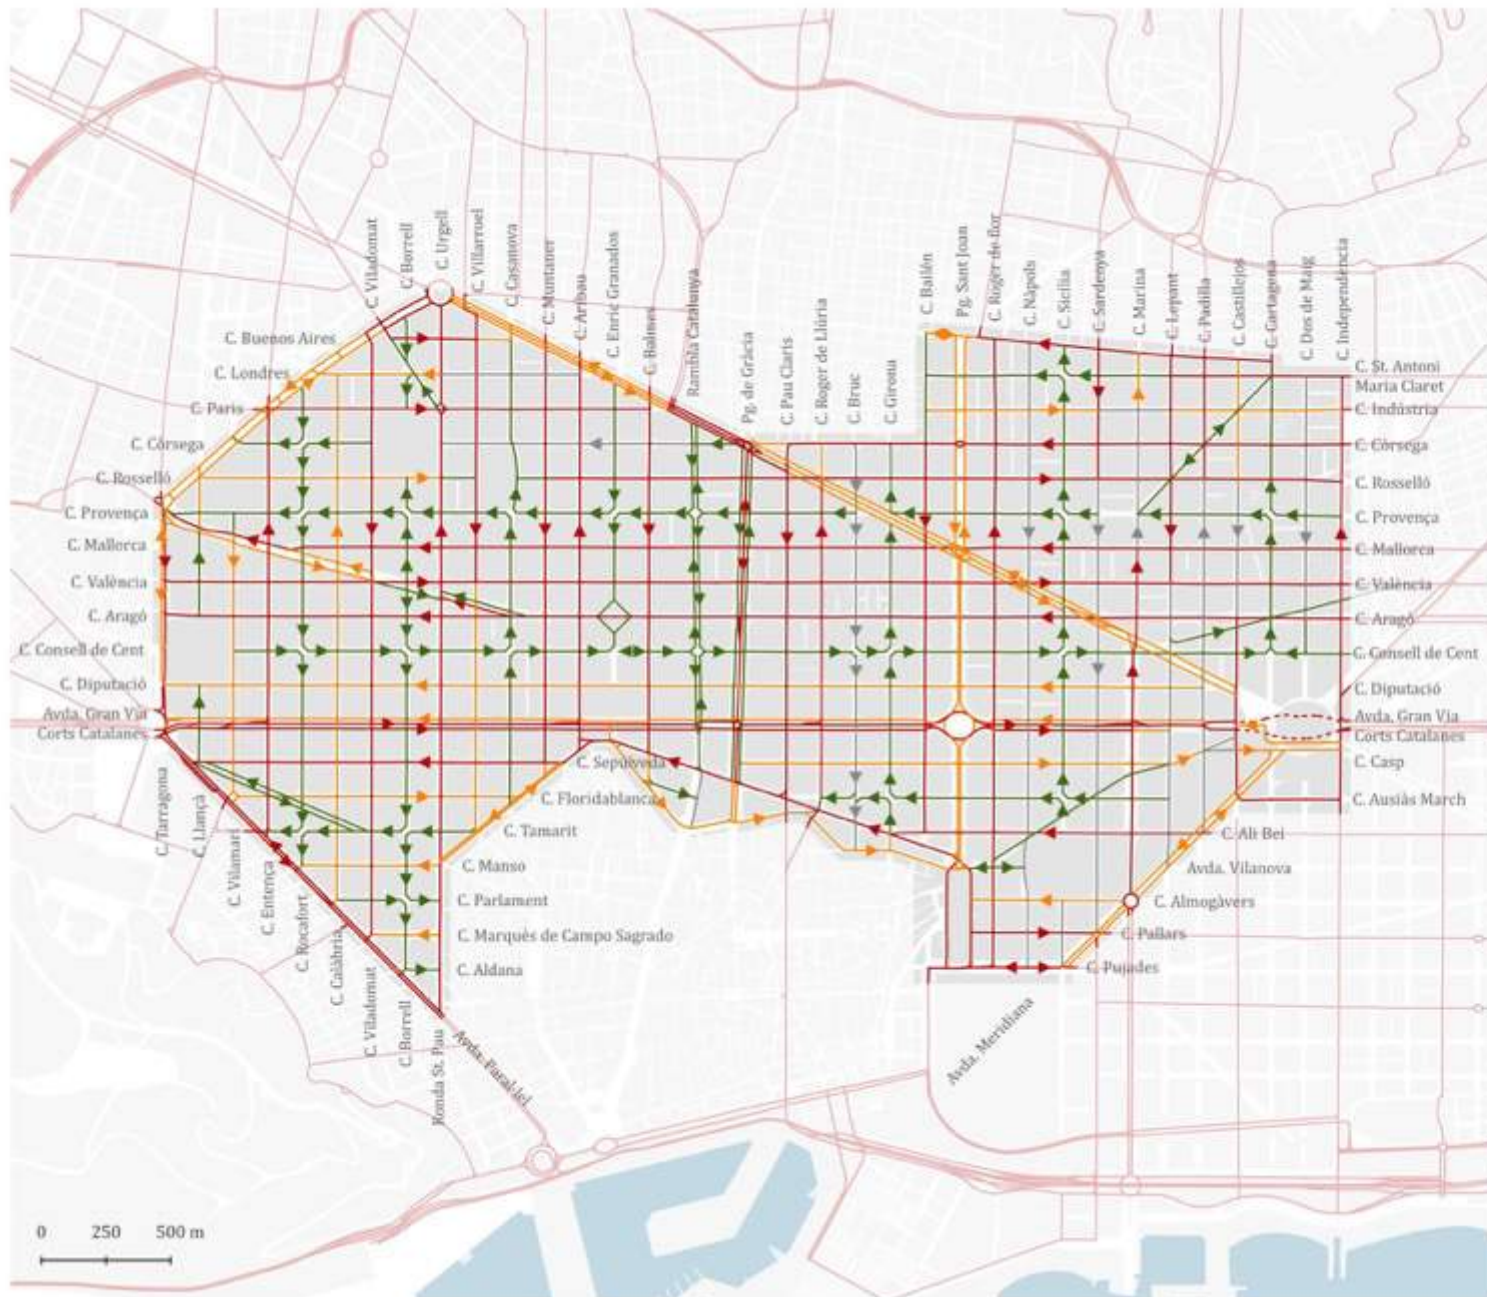 C. Viladomat
C. Borrell
C. Urgell
C. Villarruel
C. Casanova
C. Muntaner
C. Aribau
C. Enric Granados
C. Balmes
Rambla Catalunya
Pg. de Gràcia
C. Pau Claris
C. Roger de Llúria
C. Bruc
C. Girona
C. Bailén
Pg. Sant Joan
C. Roger de flor
C. Nàpols
C. Sicília
C. Sardenya
C. Marina
C. Lepant
C. Padilla
C. Castillejos
C. Cartagena
C. Dos de Maig
C. Independència
C. Buenos Aires
C. Londres
C. Paris
C. Còrsega
C. Rosselló
C. Provença
C. Mallorca
C. València
C. Aragó
C. Consell de Cent
C. Diputació
Avda. Gran Via
Corts Catalanes
C. St. Antoni
Maria Claret
C. Indústria
C. Còrsega
C. Rosselló
C. Provença
C. Mallorca
C. València
C. Aragó
C. Consell de Cent
C. Diputació
Avda. Gran Via
Corts Catalanes
C. Casp
C. Ausiàs March
C. Sepúlveda
C. Floridablanca
C. Tamarit
C. Manso
C. Parlament
C. Marquès de Campo Sagrado
C. Aldana
C. Ali Bei
Avda. Vilanova
C. Almogàvers
C. Pallars
C. Pujades
Avda. Meridiana
C. Tarragona
C. Llançà
C. Vilamarí
C. Entença
C. Rocafort
C. Calàbria
C. Viladomat
C. Borrell
Ronda St. Pau
Avda. Paral·lel
0 250 500 m